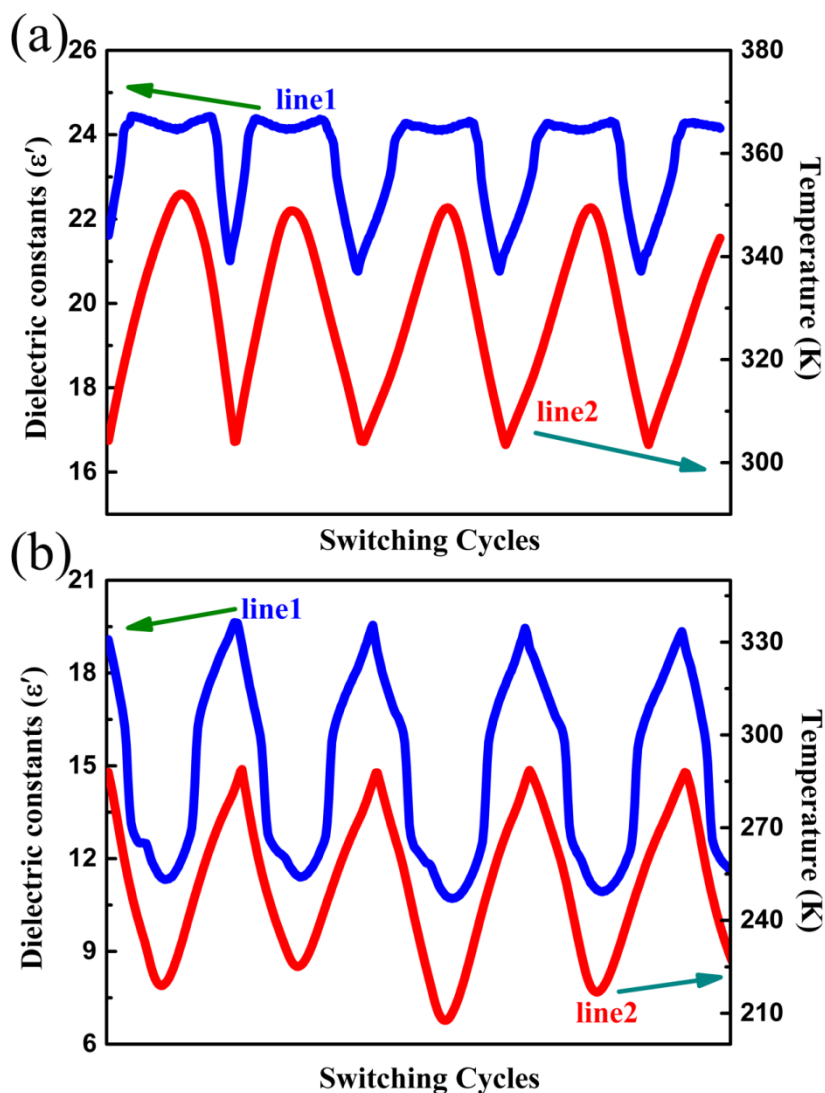 (a)
26
24
22
20
18
16
Dielectric constants (ε′)
line1
line2
380
360
340
320
300
Temperature (K)
Switching Cycles
(b)
21
18
15
12
9
6
Dielectric constants (ε′)
line1
line2
330
300
270
240
210
Temperature (K)
Switching Cycles